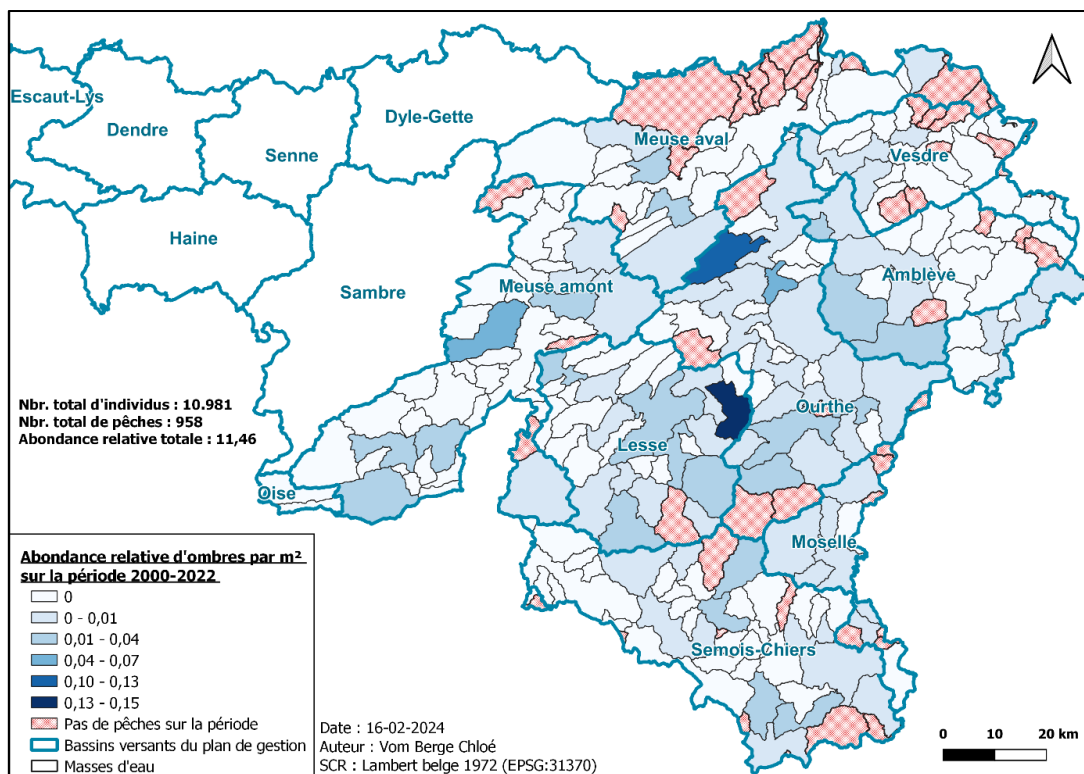 Escaut-Lys
Dendre
Senne
Dyle-Gette
Haine
Sambre
Meuse aval
Vesdre
Meuse amont
Amblève
Ourthe
Lesse
Oise
Moselle
Semois-Chiers
Nbr. total d'individus : 10.981
Nbr. total de pêches : 958
Abondance relative totale : 11,46
Abondance relative d'ombres par m²
sur la période 2000-2022
0
0 - 0,01
0,01 - 0,04
0,04 - 0,07
0,10 - 0,13
0,13 - 0,15
Pas de pêches sur la période
Bassins versants du plan de gestion
Masses d'eau
Date : 16-02-2024
Auteur : Vom Berge Chloé
SCR : Lambert belge 1972 (EPSG:31370)
0 10 20 km